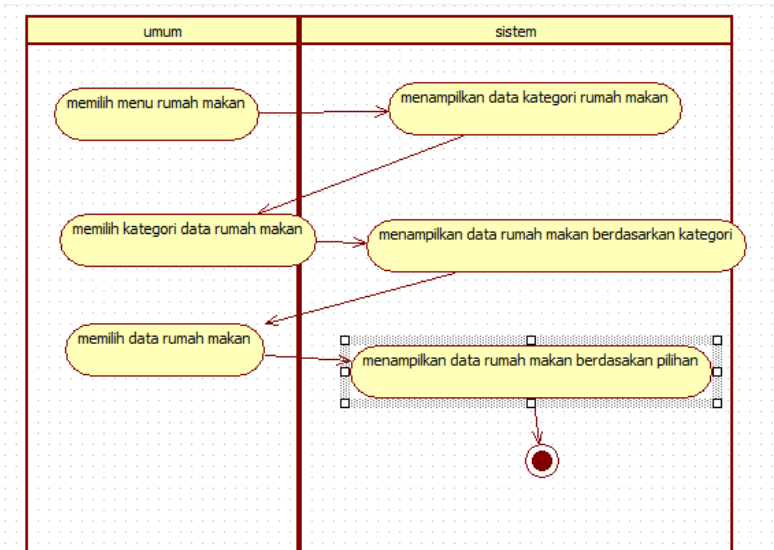 umum
sistem
memilih menu rumah makan
menampilkan data kategori rumah makan
memilih kategori data rumah makan
menampilkan data rumah makan berdasarkan kategori
memilih data rumah makan
menampilkan data rumah makan berdasakan pilihan